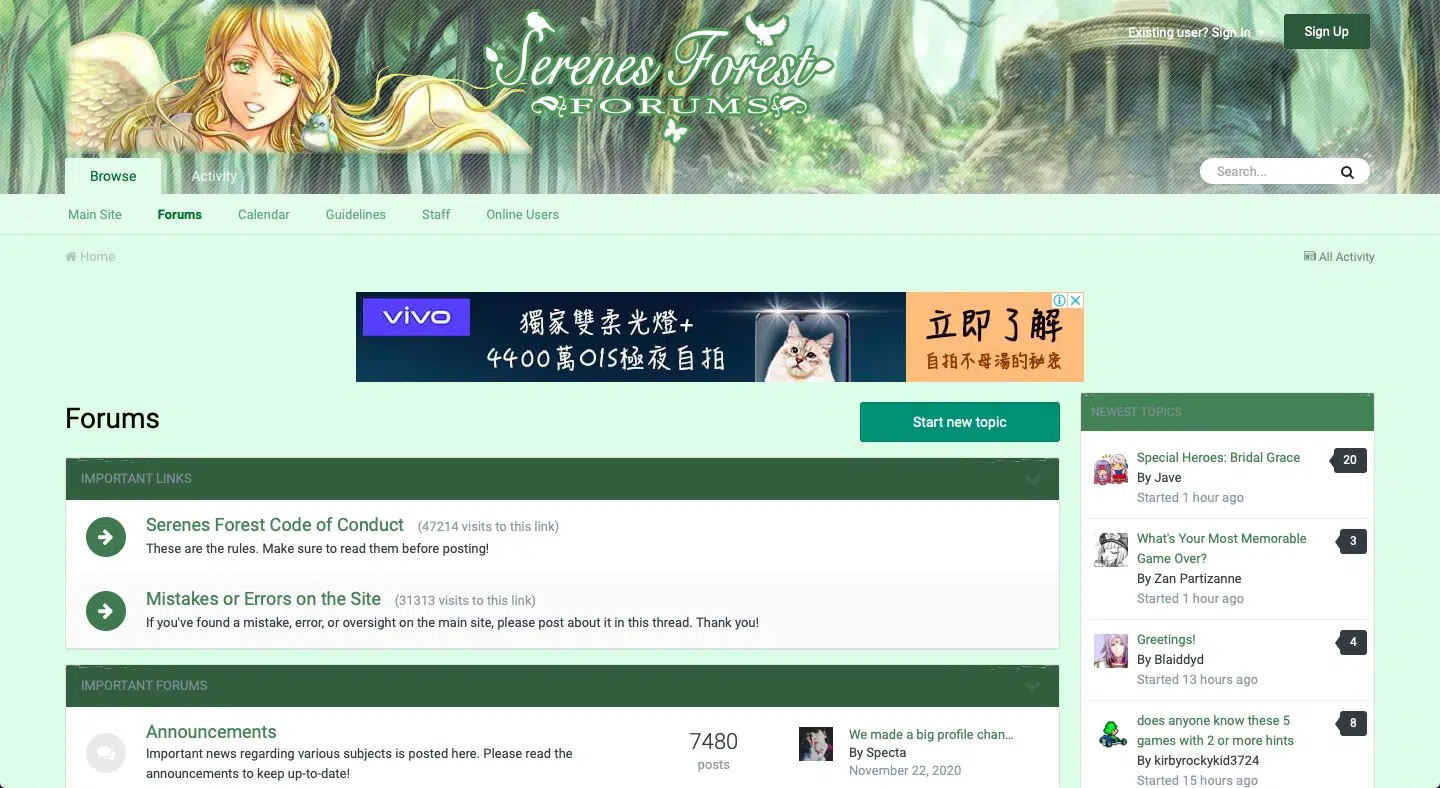 Serenes Forest
FORUMS
Existing user? Sign In
Sign Up
Browse
Activity
Search...
Main Site
Forums
Calendar
Guidelines
Staff
Online Users
Home
All Activity
vivo
獨家雙柔光燈+
4400萬OIS極夜自拍
立即了解
自拍不母湯的秘密
Forums
Start new topic
IMPORTANT LINKS
Serenes Forest Code of Conduct (47214 visits to this link)
These are the rules. Make sure to read them before posting!
Mistakes or Errors on the Site (31313 visits to this link)
If you've found a mistake, error, or oversight on the main site, please post about it in this thread. Thank you!
IMPORTANT FORUMS
Announcements
Important news regarding various subjects is posted here. Please read the
announcements to keep up-to-date!
7480
posts
We made a big profile chan...
By Specta
November 22, 2020
NEWEST TOPICS
Special Heroes: Bridal Grace
20
By Jave
Started 1 hour ago
What's Your Most Memorable
Game Over?
3
By Zan Partizanne
Started 1 hour ago
Greetings!
4
By Blaiddyd
Started 13 hours ago
does anyone know these 5
games with 2 or more hints
8
By kirbyrockykid3724
Started 15 hours ago